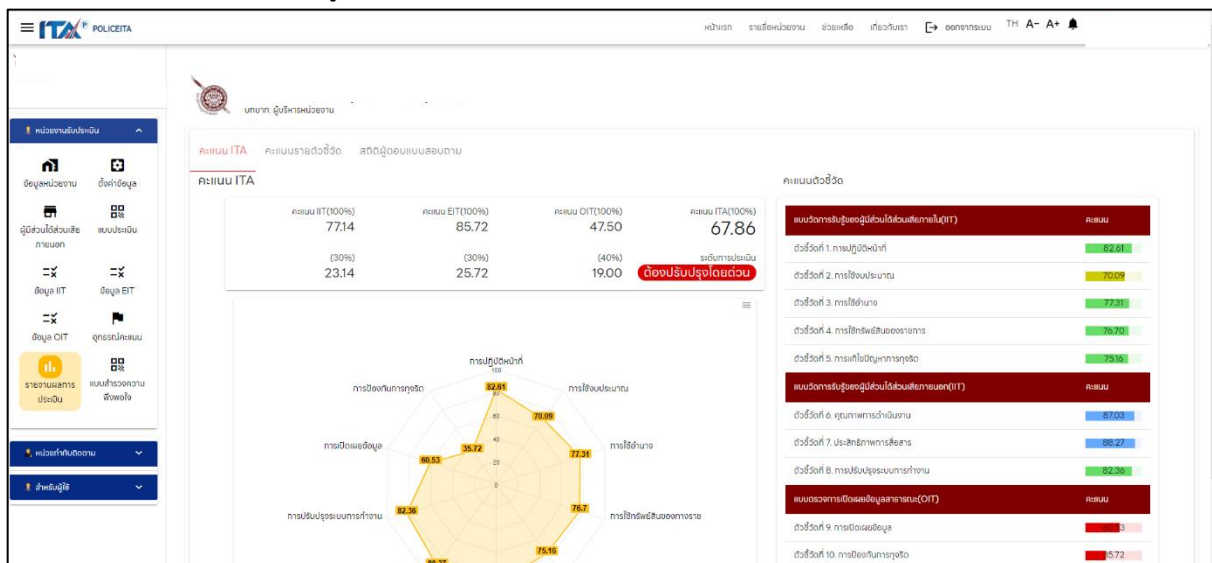 ITA P POLICEITA
หน้าแรก รายชื่อหน่วยงาน ช่วยเหลือ เกี่ยวกับเรา ออกจากระบบ TH A- A+
บทบาท: ผู้บริหารหน่วยงาน
หน่วยงานรับประเมิน
ข้อมูลหน่วยงาน
ตั้งค่าข้อมูล
ผู้มีส่วนได้ส่วนเสีย
ภายนอก
แบบประเมิน
ข้อมูล IIT
ข้อมูล EIT
ข้อมูล OIT
อุทธรณ์คะแนน
รายงานผลการ
ประเมิน
แบบสำรวจความ
พึงพอใจ
หน่วยกำกับติดตาม
สำหรับผู้ใช้
คะแนน ITA คะแนนรายตัวชี้วัด สถิติผู้ตอบแบบสอบถาม
คะแนน ITA
คะแนน IIT(100%) คะแนน EIT(100%) คะแนน OIT(100%) คะแนน ITA(100%)
77.14 85.72 47.50 67.86
(30%) (30%) (40%) ระดับการประเมิน
23.14 25.72 19.00 ต้องปรับปรุงโดยด่วน
การปฏิบัติหน้าที่
การป้องกันการทุจริต
การใช้งบประมาณ
การเปิดเผยข้อมูล
การใช้อำนาจ
การปรับปรุงระบบการทำงาน
การใช้ทรัพย์สินของทางราช
100
80
60
40
20
0
82.61
70.09
77.31
76.7
75.16
88.27
82.36
60.53
35.72
คะแนนตัวชี้วัด
แบบวัดการรับรู้ของผู้มีส่วนได้ส่วนเสียภายใน(IIT) คะแนน
ตัวชี้วัดที่ 1. การปฏิบัติหน้าที่ 82.61
ตัวชี้วัดที่ 2. การใช้งบประมาณ 70.09
ตัวชี้วัดที่ 3. การใช้อำนาจ 77.31
ตัวชี้วัดที่ 4. การใช้ทรัพย์สินของราชการ 76.70
ตัวชี้วัดที่ 5. การแก้ไขปัญหาการทุจริต 75.16
แบบวัดการรับรู้ของผู้มีส่วนได้ส่วนเสียภายนอก(IIT) คะแนน
ตัวชี้วัดที่ 6. คุณภาพการดำเนินงาน 87.03
ตัวชี้วัดที่ 7. ประสิทธิภาพการสื่อสาร 88.27
ตัวชี้วัดที่ 8. การปรับปรุงระบบการทำงาน 82.36
แบบตรวจการเปิดเผยข้อมูลสาธารณะ(OIT) คะแนน
ตัวชี้วัดที่ 9. การเปิดเผยข้อมูล 60.53
ตัวชี้วัดที่ 10. การป้องกันการทุจริต 35.72